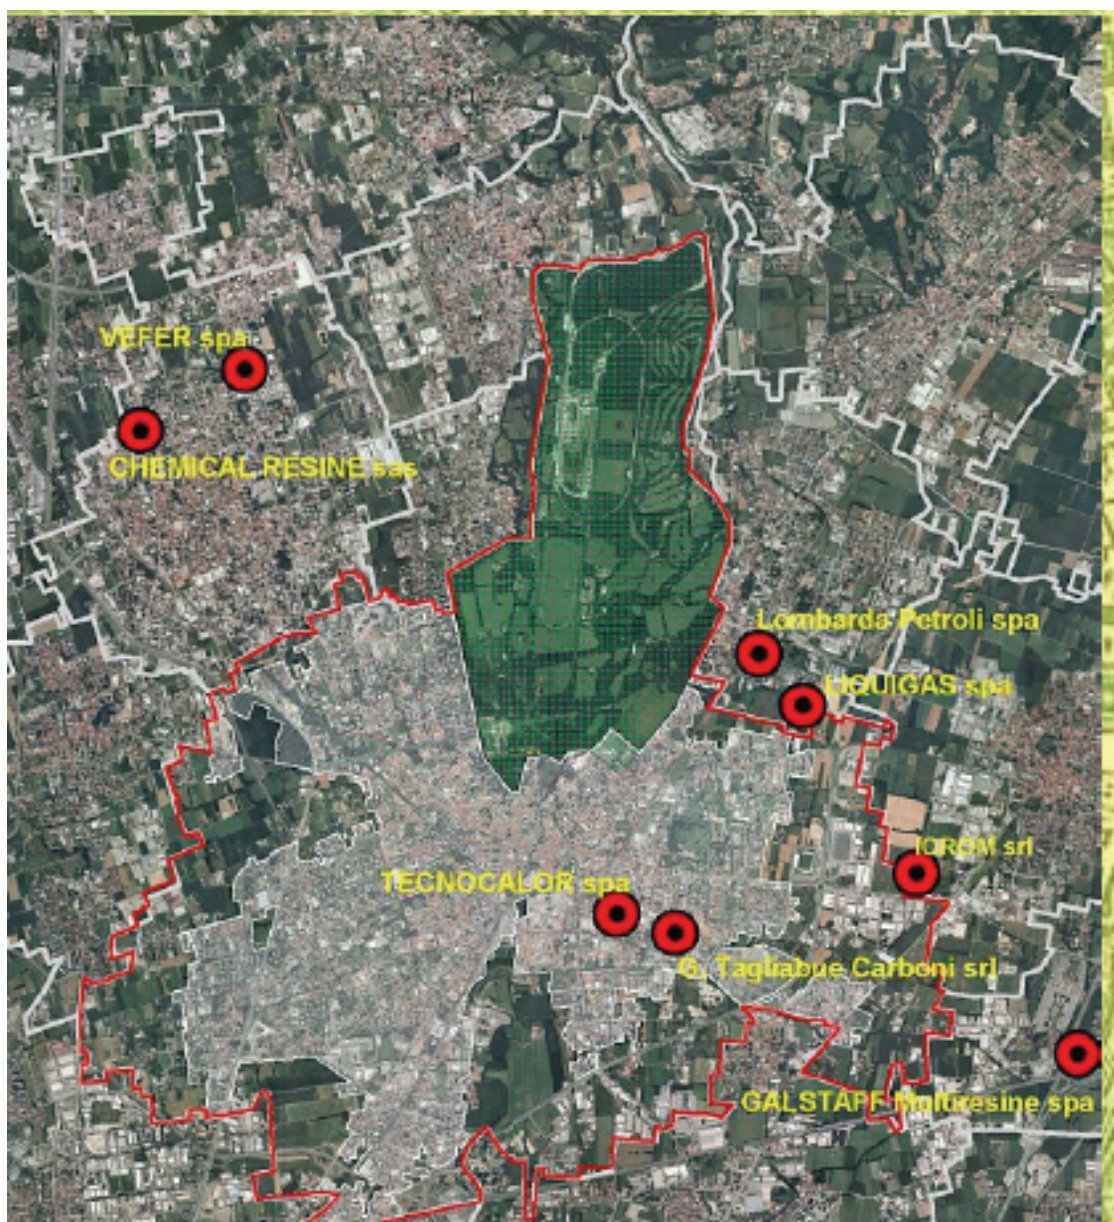 VEFER spa
CHEMICAL RESINE sas
Lombarda Petroli spa
LIQUIGAS spa
ICROM srl
TECNOCALOR spa
G. Tagliabue Carboni srl
GALSTAFF Multiresine spa